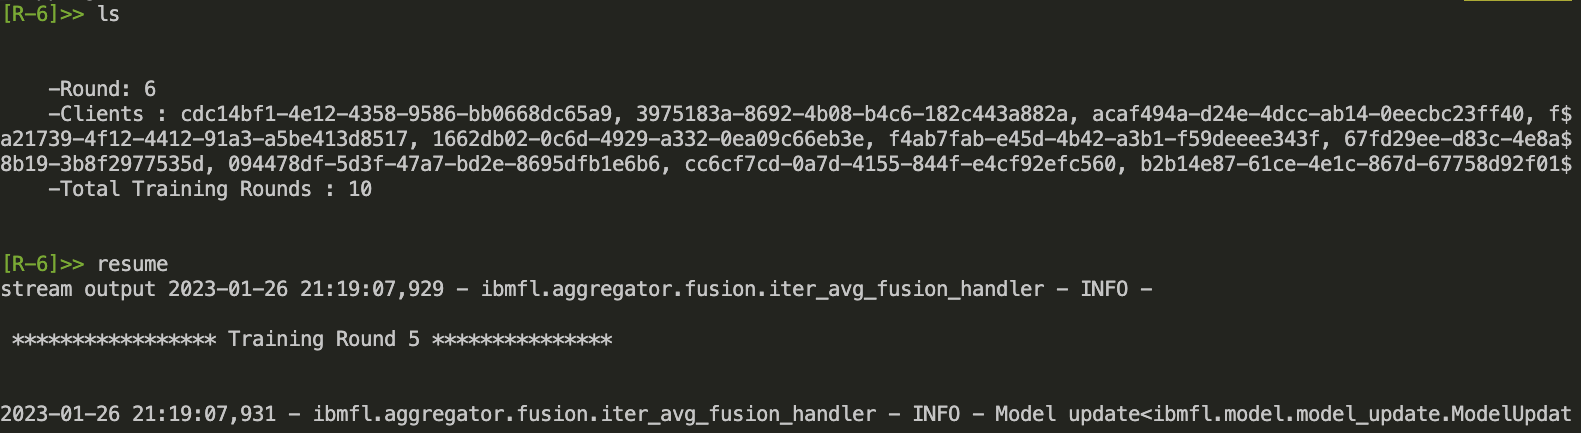 [R-6]>> ls
-Round: 6
-Clients : cdc14bf1-4e12-4358-9586-bb0668dc65a9, 3975183a-8692-4b08-b4c6-182c443a882a, acaf494a-d24e-4dcc-ab14-0eecbc23ff40, f$
a21739-4f12-4412-91a3-a5be413d8517, 1662db02-0c6d-4929-a332-0ea09c66eb3e, f4ab7fab-e45d-4b42-a3b1-f59deeee343f, 67fd29ee-d83c-4e8a$
8b19-3b8f2977535d, 094478df-5d3f-47a7-bd2e-8695dfb1e6b6, cc6cf7cd-0a7d-4155-844f-e4cf92efc560, b2b14e87-61ce-4e1c-867d-67758d92f01$
-Total Training Rounds : 10
[R-6]>> resume
stream output 2023-01-26 21:19:07,929 - ibmfl.aggregator.fusion.iter_avg_fusion_handler - INFO -
***************** Training Round 5 ***************
2023-01-26 21:19:07,931 - ibmfl.aggregator.fusion.iter_avg_fusion_handler - INFO - Model update<ibmfl.model.model_update.ModelUpdat